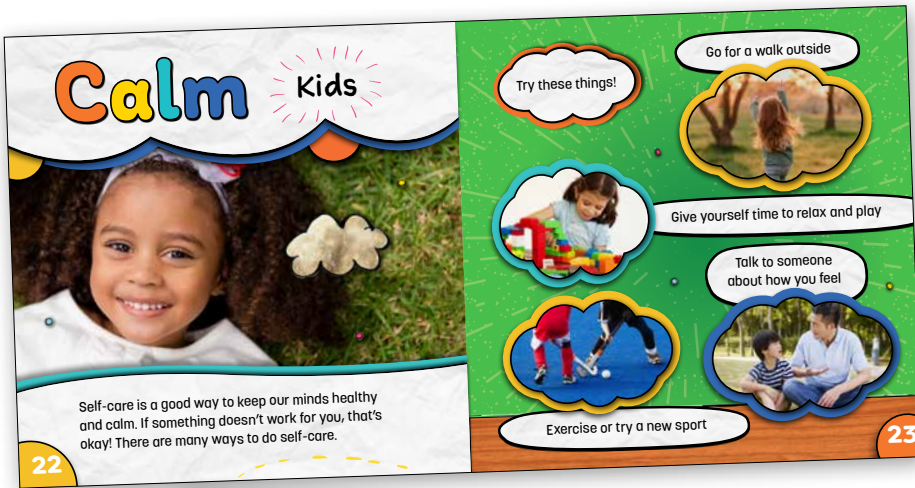 Calm
Kids
Self-care is a good way to keep our minds healthy
and calm. If something doesn't work for you, that's
okay! There are many ways to do self-care.
22
Try these things!
Go for a walk outside
Give yourself time to relax and play
Talk to someone
about how you feel
Exercise or try a new sport
23